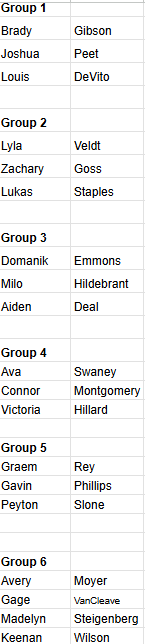 Group 1
Brady Gibson
Joshua Peet
Louis DeVito
Group 2
Lyla Veldt
Zachary Goss
Lukas Staples
Group 3
Domanik Emmons
Milo Hildebrant
Aiden Deal
Group 4
Ava Swaney
Connor Montgomery
Victoria Hillard
Group 5
Graem Rey
Gavin Phillips
Peyton Slone
Group 6
Avery Moyer
Gage VanCleave
Madelyn Steigenberg
Keenan Wilson